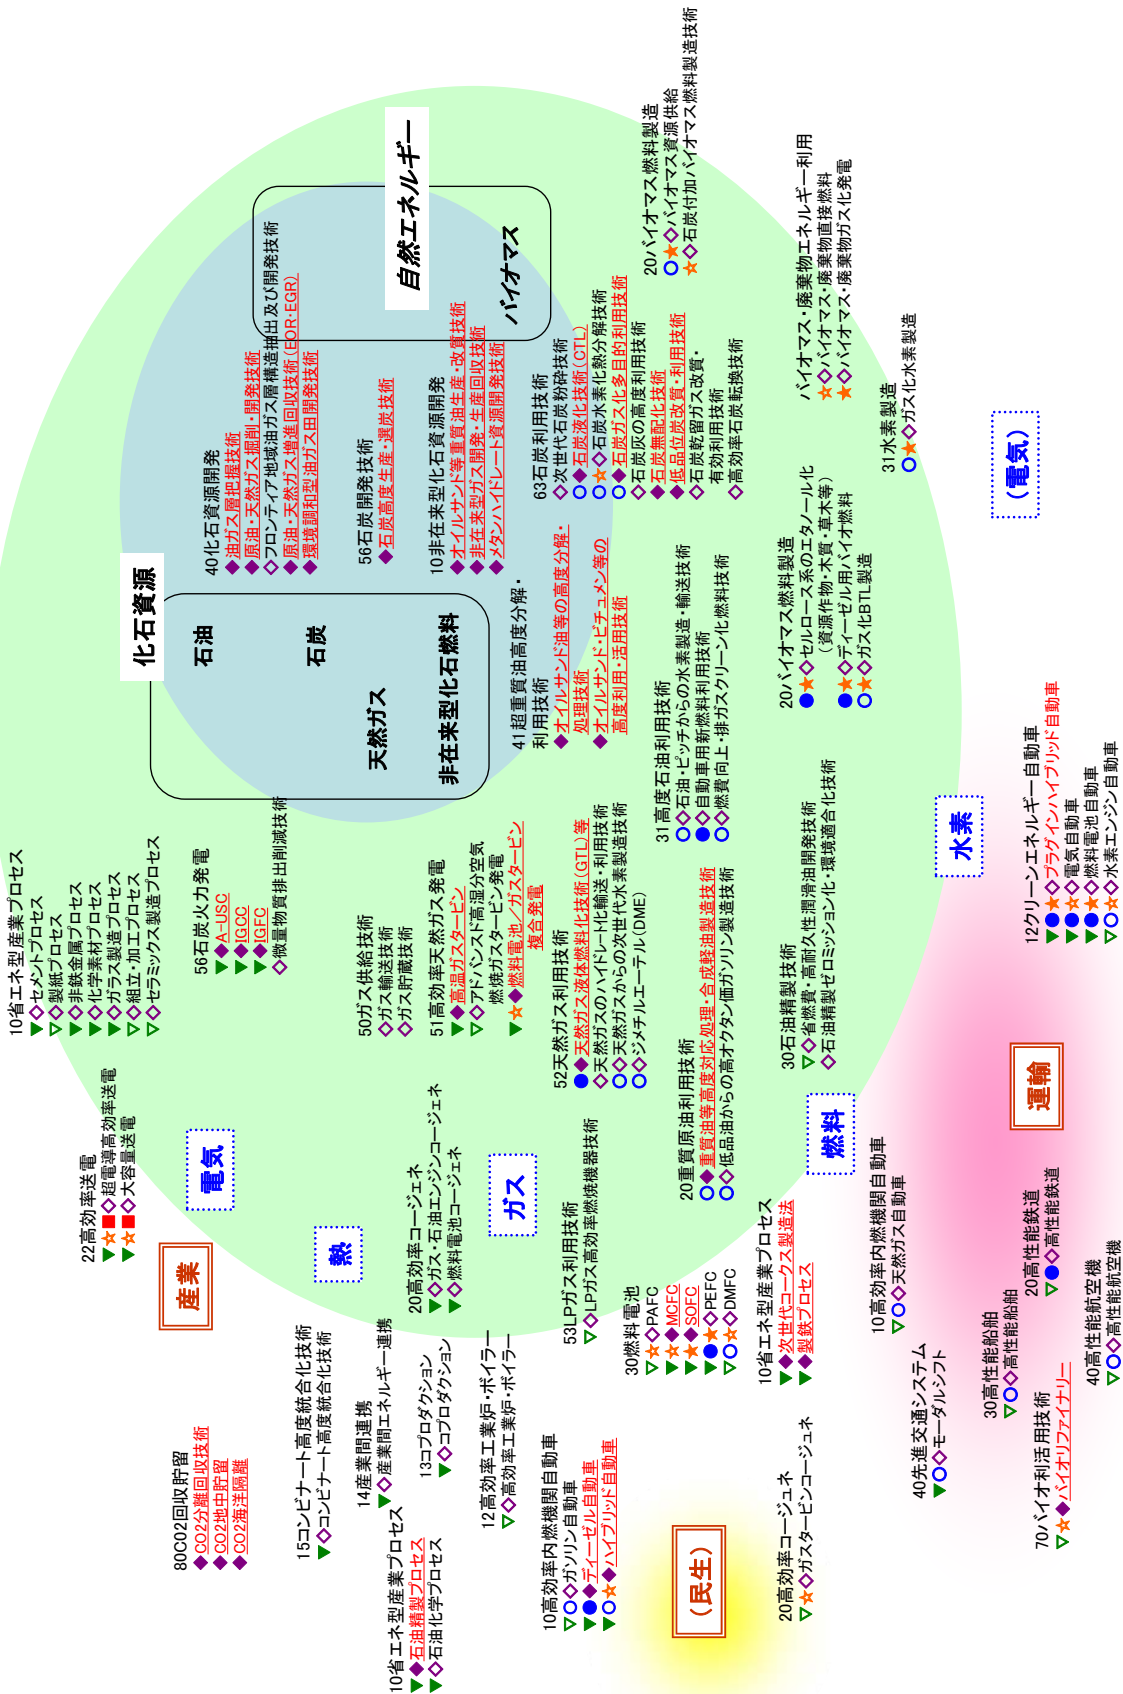 10省エネ型産業プロセス
▼◇セメントプロセス
▽◇製紙プロセス
▼◇非鉄金属プロセス
▼◇化学素材プロセス
▼◇ガラス製造プロセス
▽◇組立・加工プロセス
▽◇セラミックス製造プロセス
22高効率送電
▼☆■◇超電導高効率送電
▼☆■◇大容量送電
産業
電気
56石炭火力発電
▼◆A-USC
▼◆IGCC
▼◆IGFC
◇微量物質排出削減技術
化石資源
石油
石炭
天然ガス
非在来型化石燃料
40化石資源開発
◆油ガス層把握技術
◆原油・天然ガス掘削・開発技術
◇フロンティア地域油ガス層構造抽出及び開発技術
◆原油・天然ガス増進回収技術(EOR・EGR)
◆環境調和型油ガス田開発技術
56石炭開発技術
◆石炭高度生産・選炭技術
10非在来型化石資源開発
◆オイルサンド等重質油生産・改質技術
◆非在来型ガス開発・生産回収技術
◆メタンハイドレート資源開発技術
自然エネルギー
バイオマス
80CO2回収貯留
◆CO2分離回収技術
◆CO2地中貯留
◆CO2海洋隔離
15コンビナート高度統合化技術
▼◇コンビナート高度統合化技術
熱
14産業間連携
▼◇産業間エネルギー連携
10省エネ型産業プロセス
▼◆石油精製プロセス
▼◇石油化学プロセス
13コプロダクション
▼◇コプロダクション
20高効率コージェネ
▼◇ガス・石油エンジンコージェネ
▼◇燃料電池コージェネ
50ガス供給技術
◇ガス輸送技術
◇ガス貯蔵技術
51高効率天然ガス発電
▼◆高温ガスタービン
▽◇アドバンスド高湿分空気
燃焼ガスタービン発電
▼☆◆燃料電池／ガスタービン
複合発電
12高効率工業炉・ボイラー
▽◇高効率工業炉・ボイラー
ガス
41超重質油高度分解・
利用技術
◆オイルサンド油等の高度分解・
処理技術
◆オイルサンド・ビチュメン等の
高度利用・活用技術
63石炭利用技術
◇次世代石炭粉砕技術
○◆石炭液化技術(CTL)
○☆◇石炭水素化熱分解技術
○◆石炭ガス化多目的利用技術
◇石炭灰の高度利用技術
◆石炭無配化技術
◆低品位炭改質・利用技術
◇石炭乾留ガス改質・
有効利用技術
◇高効率石炭転換技術
20バイオマス燃料製造
○★◇バイオマス資源供給
★◇石炭付加バイオマス燃料製造技術
10高効率内燃機関自動車
▽○◇ガソリン自動車
▼●◆ディーゼル自動車
▼○☆◆ハイブリッド自動車
53LPガス利用技術
▽◇LPガス高効率燃焼機器技術
52天然ガス利用技術
●◆天然ガス液体燃料化技術(GTL)等
◇天然ガスのハイドレート化輸送・利用技術
○◇天然ガスからの次世代水素製造技術
○◇ジメチルエーテル(DME)
30燃料電池
▽☆◇PAFC
▼★◆MCFC
▼★◆SOFC
▼●★◇PEFC
▽○☆◇DMFC
20重質原油利用技術
○◆重質油等高度対応処理・合成軽油製造技術
○◇低品油からの高オクタン価ガソリン製造技術
31高度石油利用技術
○◇石油・ピッチからの水素製造・輸送技術
●◇自動車用新燃料利用技術
○◇燃費向上・排ガスクリーン化燃料技術
(民生)
10省エネ型産業プロセス
▼◆次世代コークス製造法
▼◆製鉄プロセス
20高効率コージェネ
▽☆◇ガスタービンコージェネ
燃料
30石油精製技術
▽◇省燃費・高耐久性潤滑油開発技術
◇石油精製ゼロミッション化・環境適合化技術
20バイオマス燃料製造
●★◇セルロース系のエタノール化
(資源作物・木質・草木等)
●★◇ディーゼル用バイオ燃料
○★◇ガス化BTL製造
バイオマス・廃棄物エネルギー利用
★◇バイオマス・廃棄物直接燃料
★◇バイオマス・廃棄物ガス化発電
31水素製造
○★◇ガス化水素製造
10高効率内燃機関自動車
▽○◇天然ガス自動車
40先進交通システム
▼○◇モーダルシフト
水素
(電気)
30高性能船舶
▽○◇高性能船舶
20高性能鉄道
▽●◇高性能鉄道
運輸
12クリーンエネルギー自動車
▼●★◇プラグインハイブリッド自動車
▼●★◇電気自動車
▼●★◇燃料電池自動車
▽○☆◇水素エンジン自動車
70バイオ利活用技術
▽☆◆バイオリファイナリー
40高性能航空機
▽○◇高性能航空機